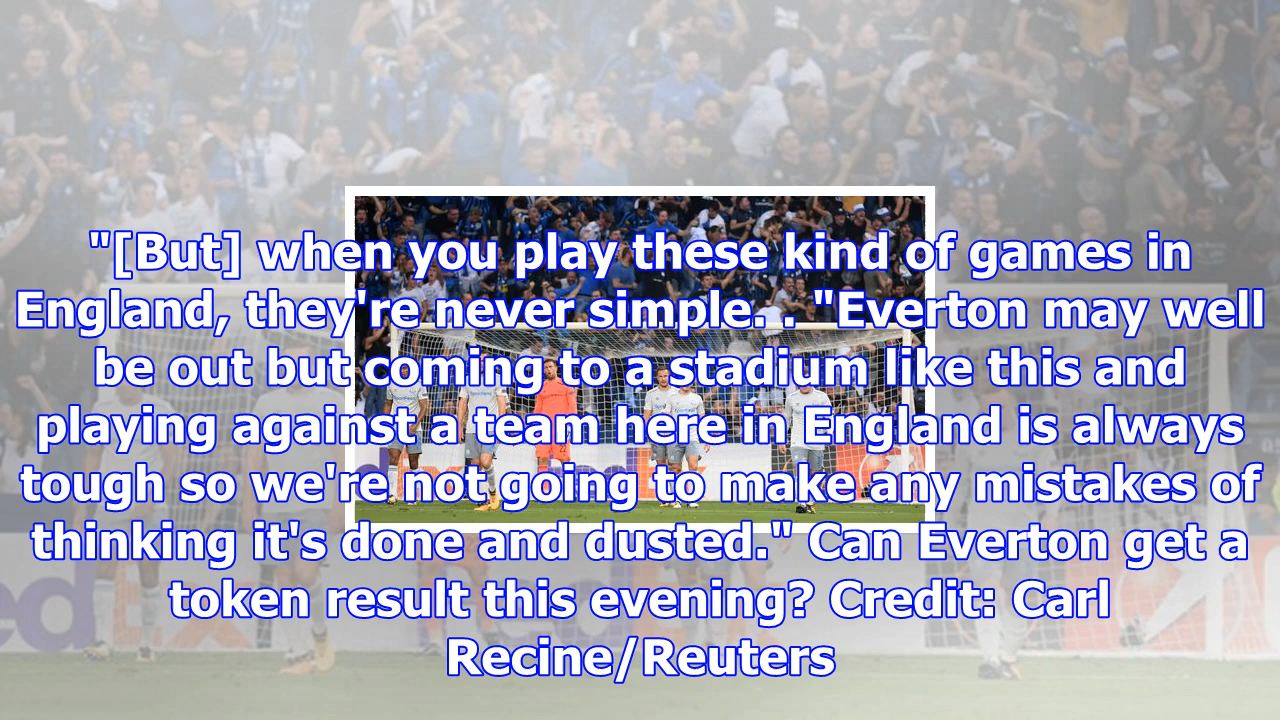 "[But] when you play these kind of games in
England, they're never simple. . "Everton may well
be out but coming to a stadium like this and
playing against a team here in England is always
tough so we're not going to make any mistakes of
thinking it's done and dusted." Can Everton get a
token result this evening? Credit: Carl
Recine/Reuters